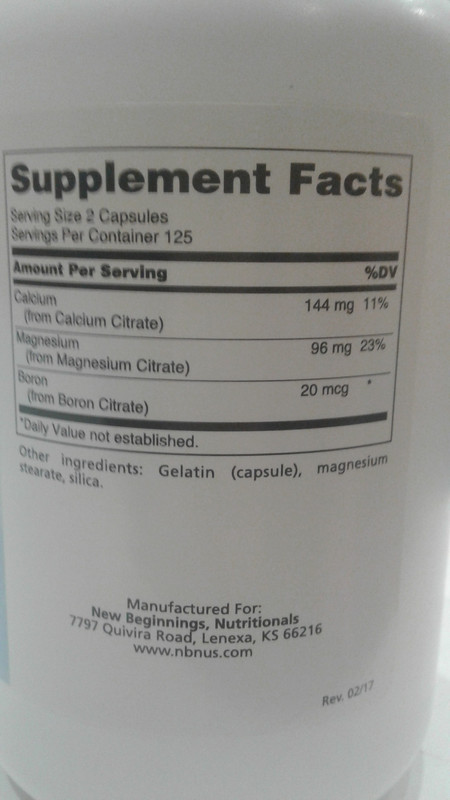 Supplement Facts
Serving Size 2 Capsules
Servings Per Container 125
Amount Per Serving %DV
Calcium
(from Calcium Citrate) 144 mg 11%
Magnesium
(from Magnesium Citrate) 96 mg 23%
Boron
(from Boron Citrate) 20 mcg *
*Daily Value not established.
Other ingredients: Gelatin (capsule), magnesium
stearate, silica.
Manufactured For:
New Beginnings, Nutritionals
7797 Quivira Road, Lenexa, KS 66216
www.nbnus.com
Rev. 02/17